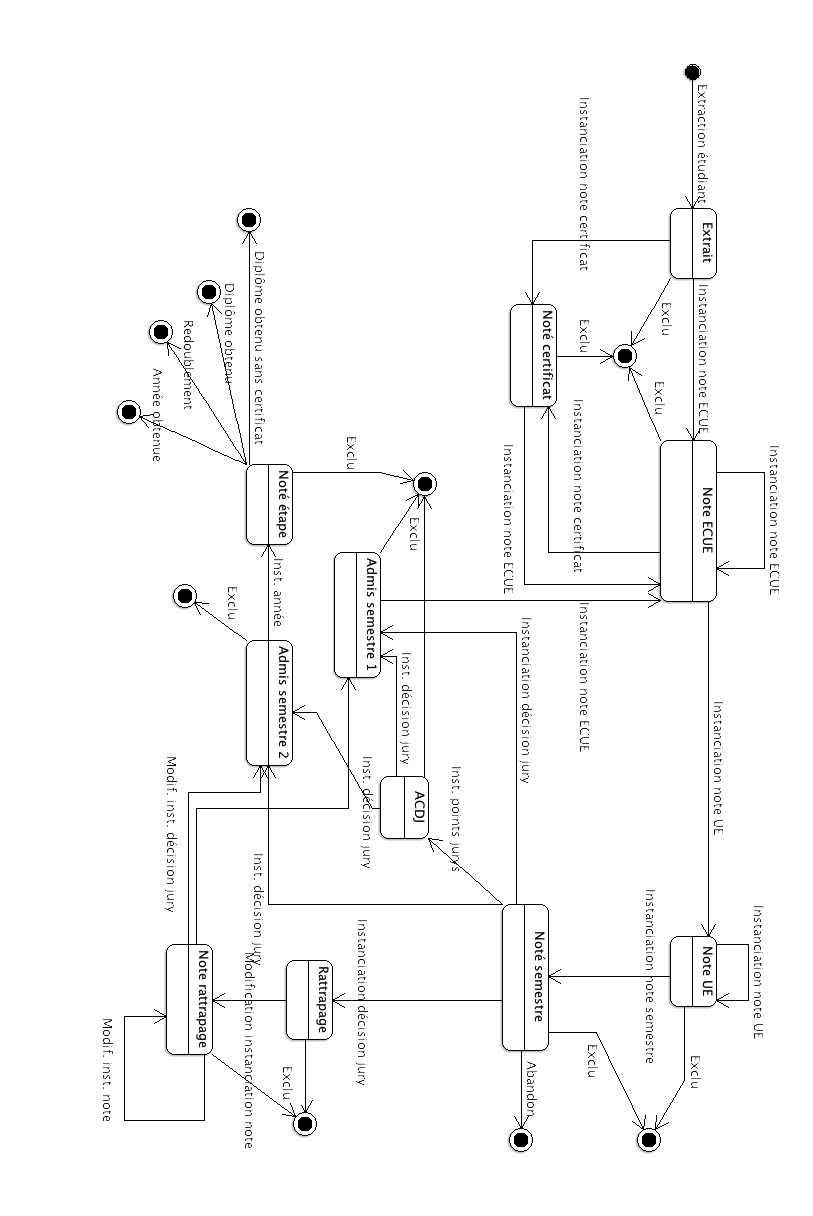 Extraction étudiant
Extrait
Instanciation note certificat
Instanciation note ECUE
Exclu
Exclu
Exclu
Noté certificat
Note ECUE
Instanciation note ECUE
Instanciation note certificat
Instanciation note ECUE
Instanciation note ECUE
Instanciation note UE
Note UE
Instanciation note UE
Instanciation note semestre
Exclu
Exclu
Noté semestre
Abandon
Instanciation décision jury
Inst. points jurys
ACDJ
Inst. décision jury
Inst. décision jury
Admis semestre 1
Exclu
Exclu
Instanciation décision jury
Rattrapage
Exclu
Modification instanciation note
Note rattrapage
Modif. inst. note
Modif. inst. décision jury
Inst. décision jury
Admis semestre 2
Exclu
Inst. année
Noté étape
Diplôme obtenu sans certificat
Diplôme obtenu
Redoublement
Année obtenue